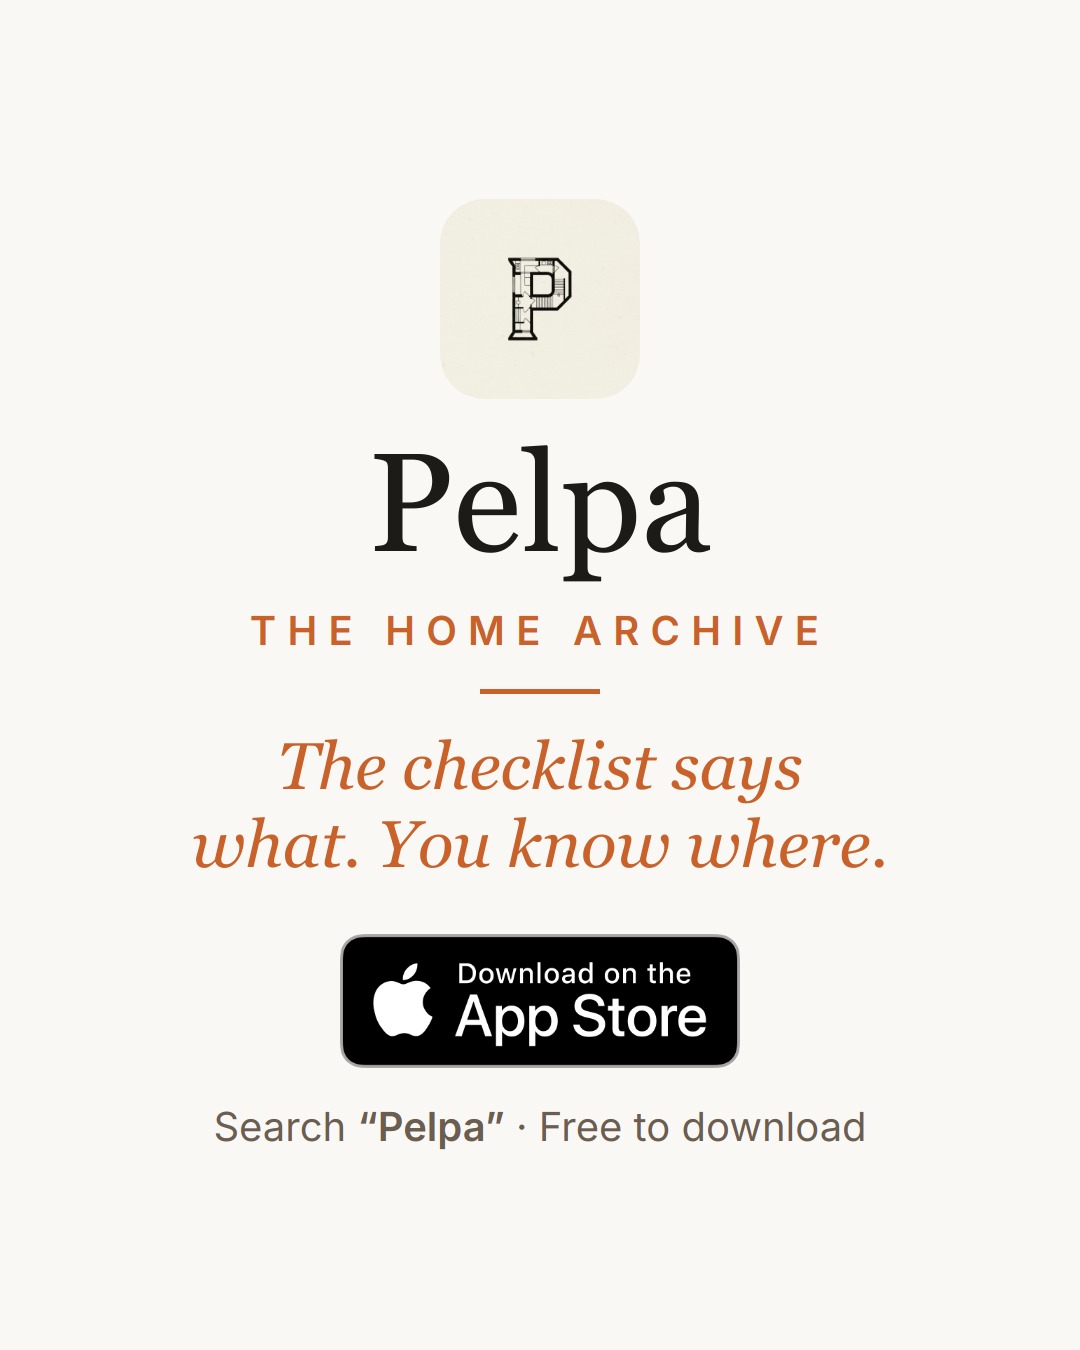 P
Pelpa
THE HOME ARCHIVE
The checklist says
what. You know where.
Download on the
App Store
Search “Pelpa” · Free to download